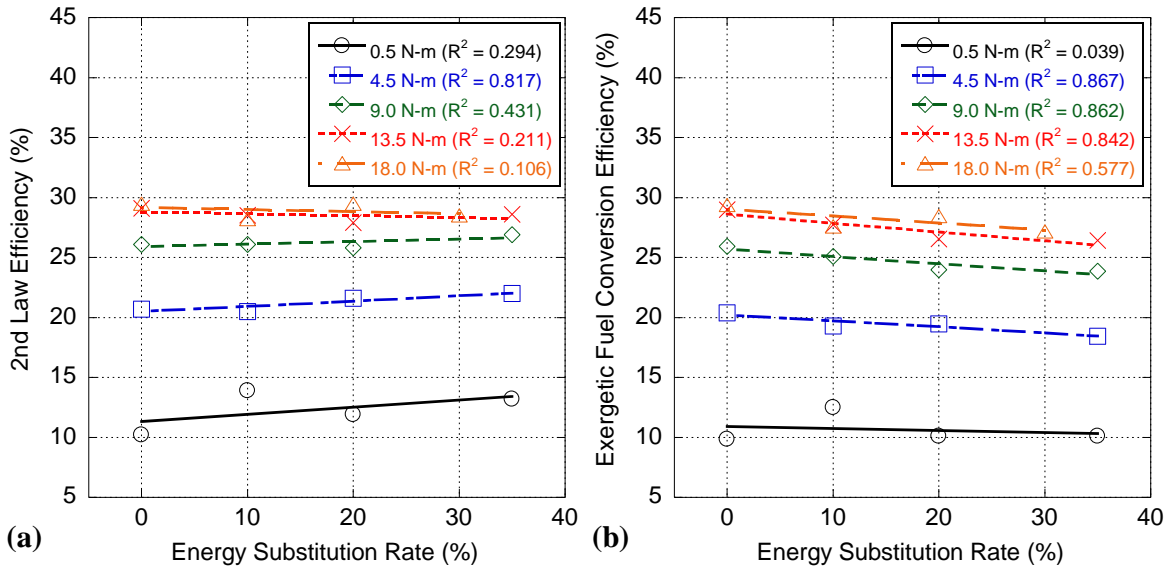 2nd Law Efficiency (%)
45
40
35
30
25
20
15
10
5
0.5 N-m (R² = 0.294)
4.5 N-m (R² = 0.817)
9.0 N-m (R² = 0.431)
13.5 N-m (R² = 0.211)
18.0 N-m (R² = 0.106)
0 10 20 30 40
(a) Energy Substitution Rate (%)
Exergetic Fuel Conversion Efficiency (%)
45
40
35
30
25
20
15
10
5
0.5 N-m (R² = 0.039)
4.5 N-m (R² = 0.867)
9.0 N-m (R² = 0.862)
13.5 N-m (R² = 0.842)
18.0 N-m (R² = 0.577)
0 10 20 30 40
(b) Energy Substitution Rate (%)